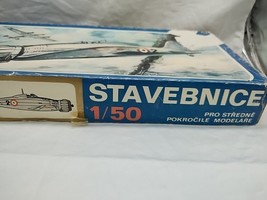 STAVEBNICE
1/50
PRO STŘEDNĚ
POKROČILÉ MODELÁŘE